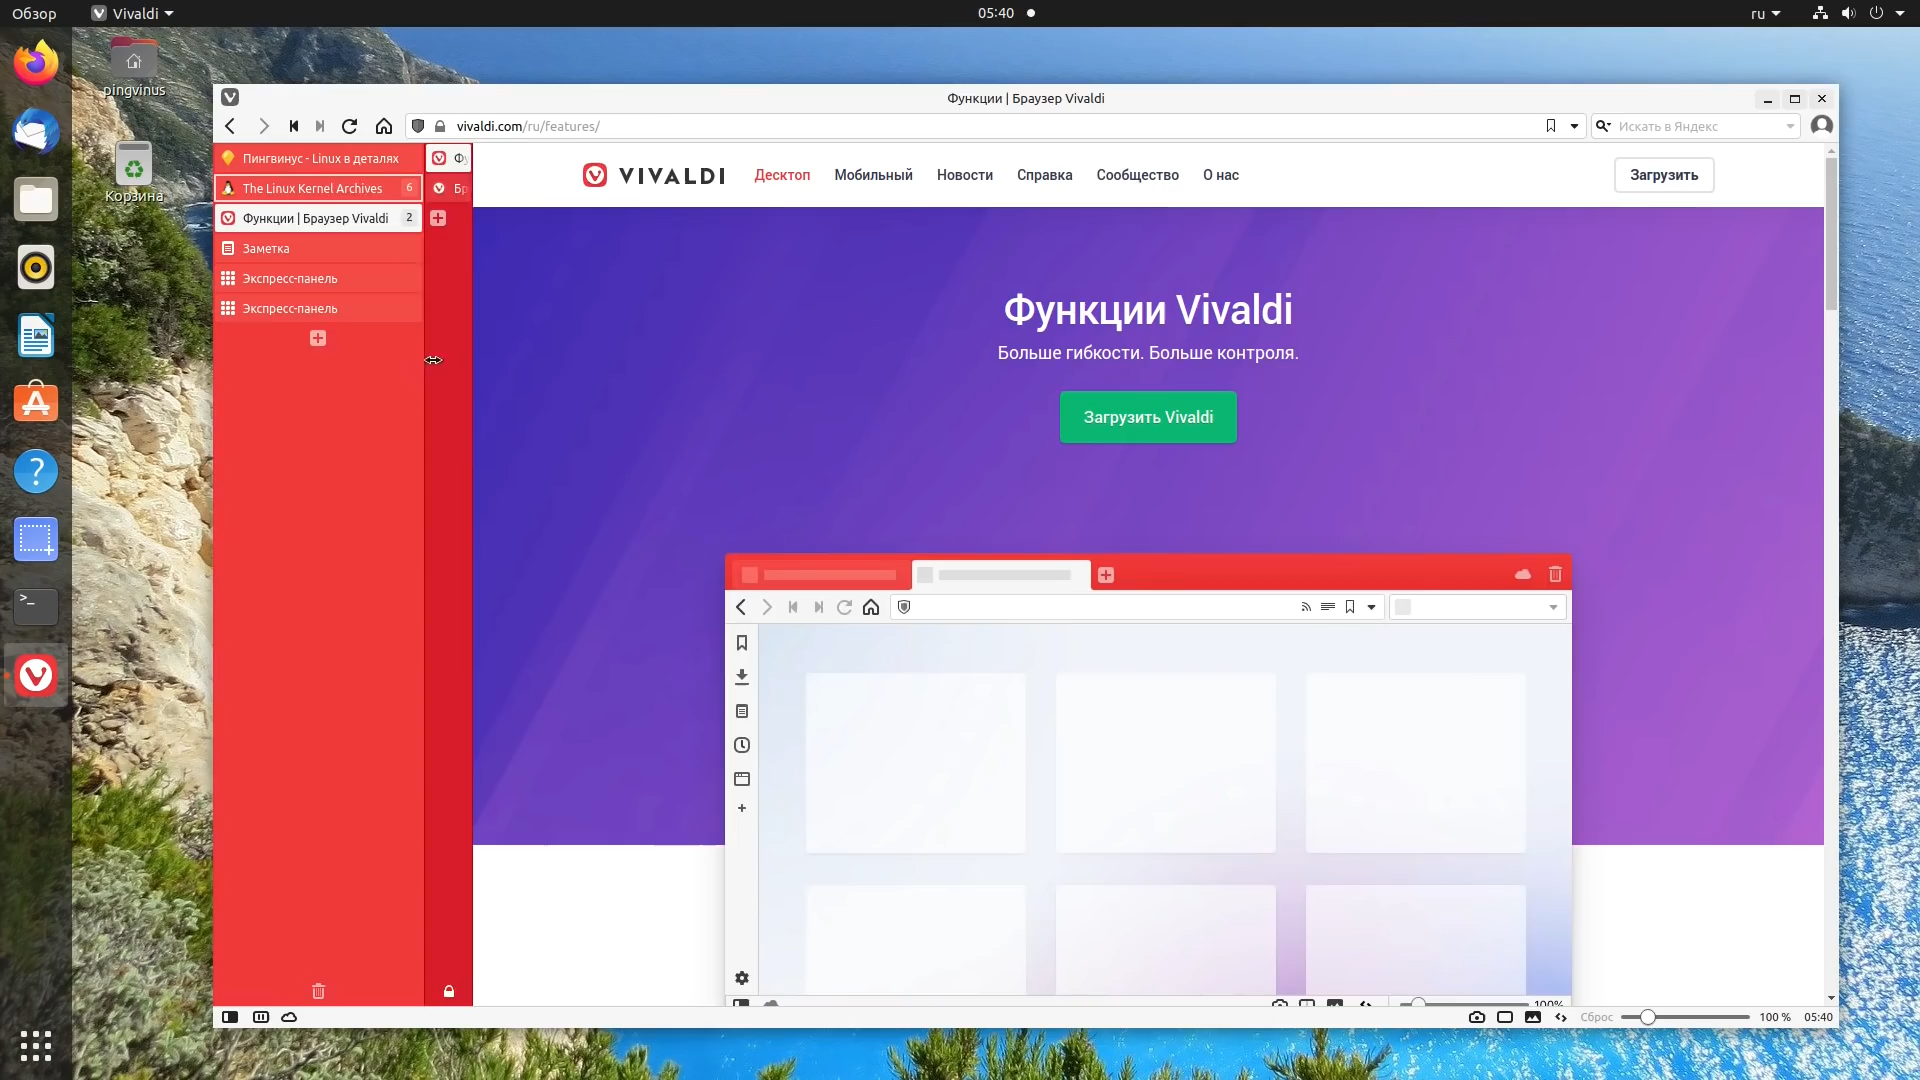 Обзор
Vivaldi
05:40
ru
pingvinus
Корзина
Функции | Браузер Vivaldi
vivaldi.com/ru/features/
Искать в Яндекс
Пингвинус - Linux в деталях
The Linux Kernel Archives 6
Функции | Браузер Vivaldi 2
Заметка
Экспресс-панель
Экспресс-панель
VIVALDI
Десктоп
Мобильный
Новости
Справка
Сообщество
О нас
Загрузить
Функции Vivaldi
Больше гибкости. Больше контроля.
Загрузить Vivaldi
100%
Сброс
100 %
05:40